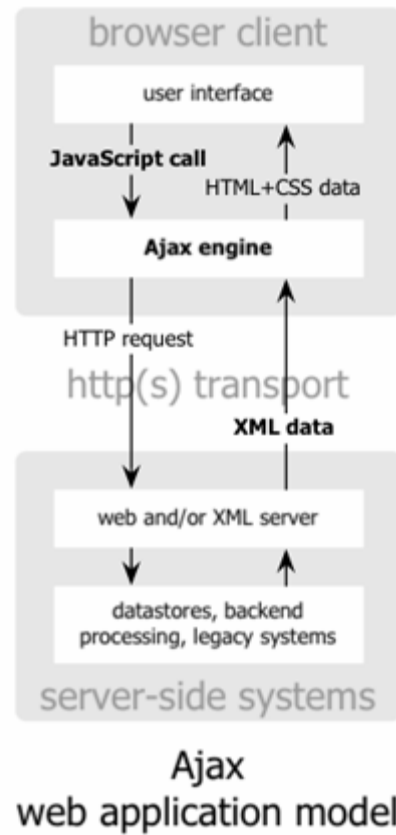 browser client
user interface
JavaScript call
HTML+CSS data
Ajax engine
HTTP request
http(s) transport
XML data
web and/or XML server
datastores, backend
processing, legacy systems
server-side systems
Ajax
web application model